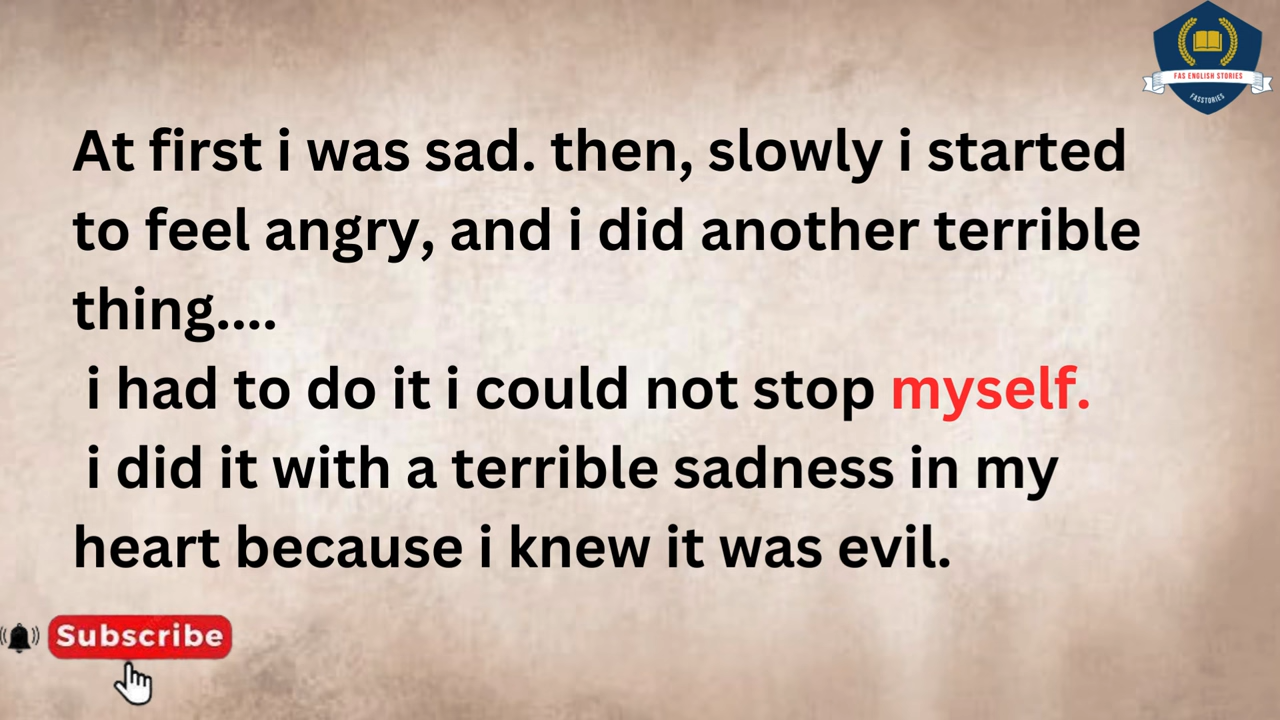 FAS ENGLISH STORIES
FASSTORIES
At first i was sad. then, slowly i started
to feel angry, and i did another terrible
thing....
i had to do it i could not stop myself.
i did it with a terrible sadness in my
heart because i knew it was evil.
Subscribe